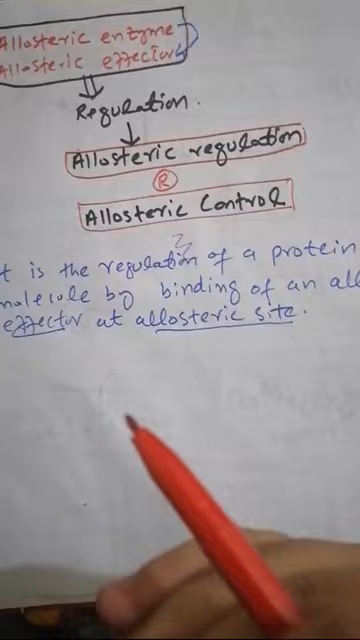 Allosteric enzyme
Allosteric effector
Regulation.
Allosteric regulation
R
Allosteric Control
t is the regulation of a protein
molecule by binding of an all
effector at allosteric site.